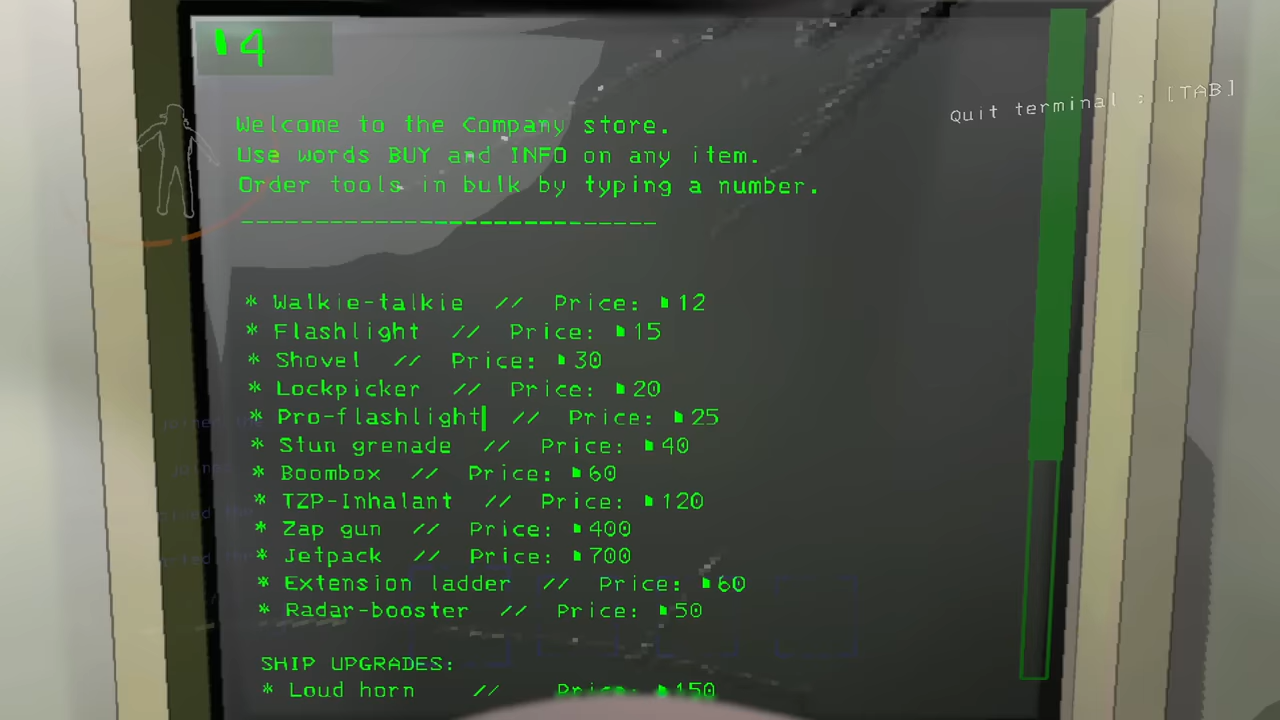 ▮4
Quit terminal : [TAB]
Welcome to the Company store.
Use words BUY and INFO on any item.
Order tools in bulk by typing a number.
----------------------------
* Walkie-talkie // Price: ▮12
* Flashlight // Price: ▮15
* Shovel // Price: ▮30
* Lockpicker // Price: ▮20
* Pro-flashlight // Price: ▮25
* Stun grenade // Price: ▮40
* Boombox // Price: ▮60
* TZP-Inhalant // Price: ▮120
* Zap gun // Price: ▮400
* Jetpack // Price: ▮700
* Extension ladder // Price: ▮60
* Radar-booster // Price: ▮50
SHIP UPGRADES:
* Loud horn // Price: ▮150